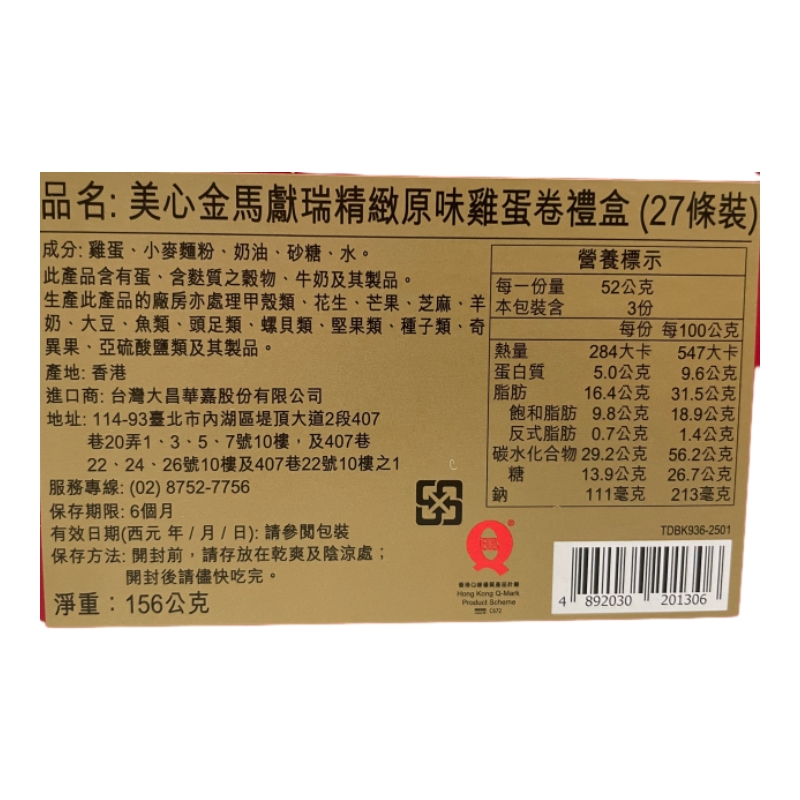 品名: 美心金馬獻瑞精緻原味雞蛋卷禮盒 (27條裝)
成分: 雞蛋、小麥麵粉、奶油、砂糖、水。
此產品含有蛋、含麩質之穀物、牛奶及其製品。
生產此產品的廠房亦處理甲殼類、花生、芒果、芝麻、羊
奶、大豆、魚類、頭足類、螺貝類、堅果類、種子類、奇
異果、亞硫酸鹽類及其製品。
產地: 香港
進口商: 台灣大昌華嘉股份有限公司
地址: 114-93臺北市內湖區堤頂大道2段407
巷20弄1、3、5、7號10樓，及407巷
22、24、26號10樓及407巷22號10樓之1
服務專線: (02) 8752-7756
保存期限: 6個月
有效日期(西元 年 / 月 / 日): 請參閱包裝
保存方法: 開封前，請存放在乾爽及陰涼處；
開封後請儘快吃完。
淨重：156公克
營養標示
每一份量 52公克
本包裝含 3份
每份 每100公克
熱量 284大卡 547大卡
蛋白質 5.0公克 9.6公克
脂肪 16.4公克 31.5公克
飽和脂肪 9.8公克 18.9公克
反式脂肪 0.7公克 1.4公克
碳水化合物 29.2公克 56.2公克
糖 13.9公克 26.7公克
鈉 111毫克 213毫克
TDBK936-2501
香港Q嘜優質產品計劃
Hong Kong Q-Mark
Product Scheme
4 892030 201306